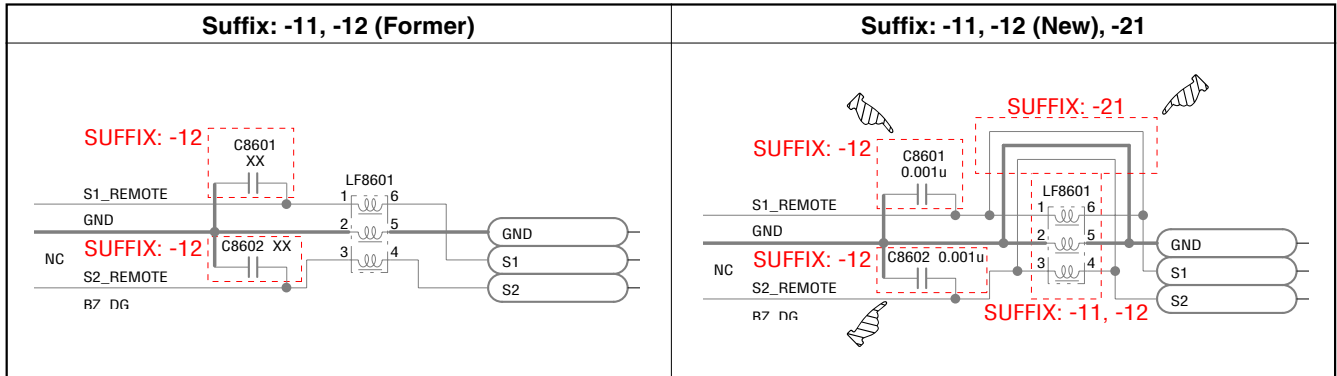 Suffix: -11, -12 (Former)
SUFFIX: -12
C8601
XX
S1_REMOTE
LF8601
1 6
GND
2 5
GND
SUFFIX: -12
C8602 XX
3 4
NC
S1
S2_REMOTE
S2
BZ_DG
Suffix: -11, -12 (New), -21
SUFFIX: -21
SUFFIX: -12
C8601
0.001u
LF8601
S1_REMOTE
1 6
GND
2 5
GND
SUFFIX: -12
C8602 0.001u
3 4
NC
S1
S2_REMOTE
S2
BZ_DG
SUFFIX: -11, -12